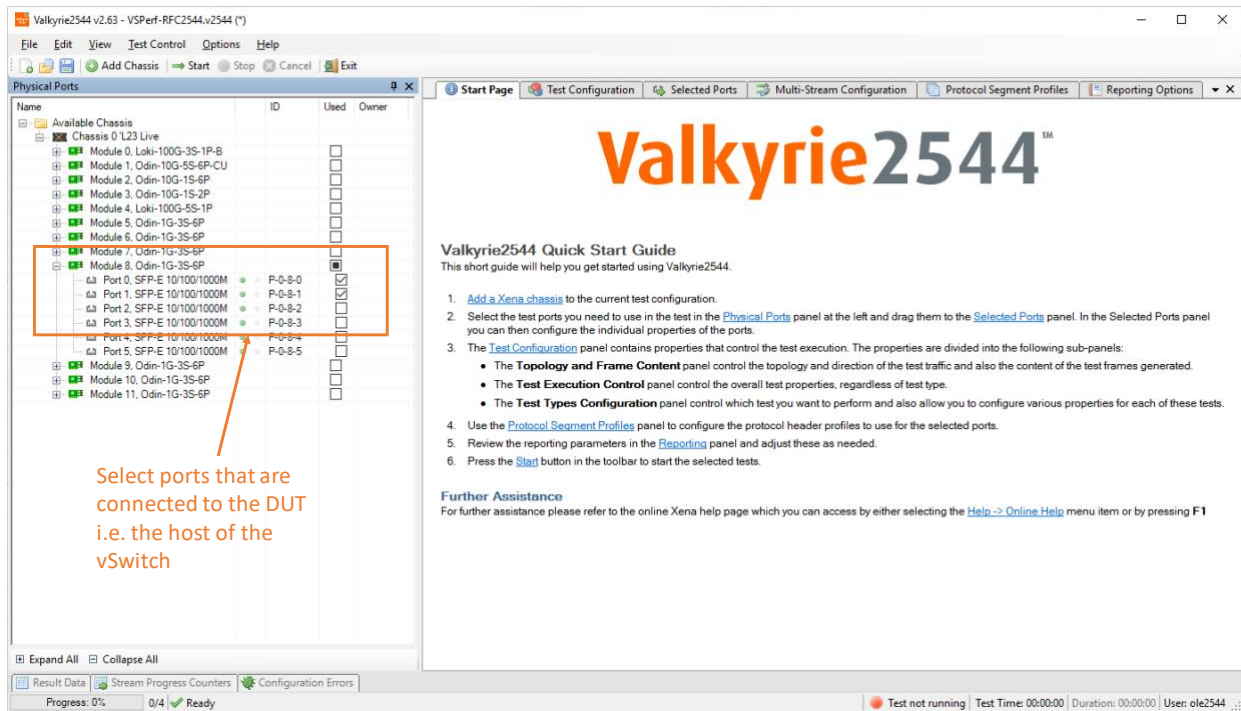 Valkyrie2544 v2.63 - VSPerf-RFC2544.v2544 (*)
File Edit View Test Control Options Help
Add Chassis Start Stop Cancel Exit
Physical Ports
Name ID Used Owner
Available Chassis
Chassis 0 'L23 Live
Module 0, Loki-100G-3S-1P-B
Module 1, Odin-10G-5S-6P-CU
Module 2, Odin-10G-1S-6P
Module 3, Odin-10G-1S-2P
Module 4, Loki-100G-5S-1P
Module 5, Odin-1G-3S-6P
Module 6, Odin-1G-3S-6P
Module 7, Odin-1G-3S-6P
Module 8, Odin-1G-3S-6P
Port 0, SFP-E 10/100/1000M P-0-8-0
Port 1, SFP-E 10/100/1000M P-0-8-1
Port 2, SFP-E 10/100/1000M P-0-8-2
Port 3, SFP-E 10/100/1000M P-0-8-3
Port 4, SFP-E 10/100/1000M P-0-8-4
Port 5, SFP-E 10/100/1000M P-0-8-5
Module 9, Odin-1G-3S-6P
Module 10, Odin-1G-3S-6P
Module 11, Odin-1G-3S-6P
Select ports that are
connected to the DUT
i.e. the host of the
vSwitch
Expand All Collapse All
Start Page Test Configuration Selected Ports Multi-Stream Configuration Protocol Segment Profiles Reporting Options
Valkyrie2544™
Valkyrie2544 Quick Start Guide
This short guide will help you get started using Valkyrie2544.
1. Add a Xena chassis to the current test configuration.
2. Select the test ports you need to use in the test in the Physical Ports panel at the left and drag them to the Selected Ports panel. In the Selected Ports panel
you can then configure the individual properties of the ports.
3. The Test Configuration panel contains properties that control the test execution. The properties are divided into the following sub-panels:
• The Topology and Frame Content panel control the topology and direction of the test traffic and also the content of the test frames generated.
• The Test Execution Control panel control the overall test properties, regardless of test type.
• The Test Types Configuration panel control which test you want to perform and also allow you to configure various properties for each of these tests.
4. Use the Protocol Segment Profiles panel to configure the protocol header profiles to use for the selected ports.
5. Review the reporting parameters in the Reporting panel and adjust these as needed.
6. Press the Start button in the toolbar to start the selected tests.
Further Assistance
For further assistance please refer to the online Xena help page which you can access by either selecting the Help -> Online Help menu item or by pressing F1
Result Data Stream Progress Counters Configuration Errors
Progress: 0% 0/4 Ready Test not running Test Time: 00:00:00 Duration: 00:00:00 User: ole2544